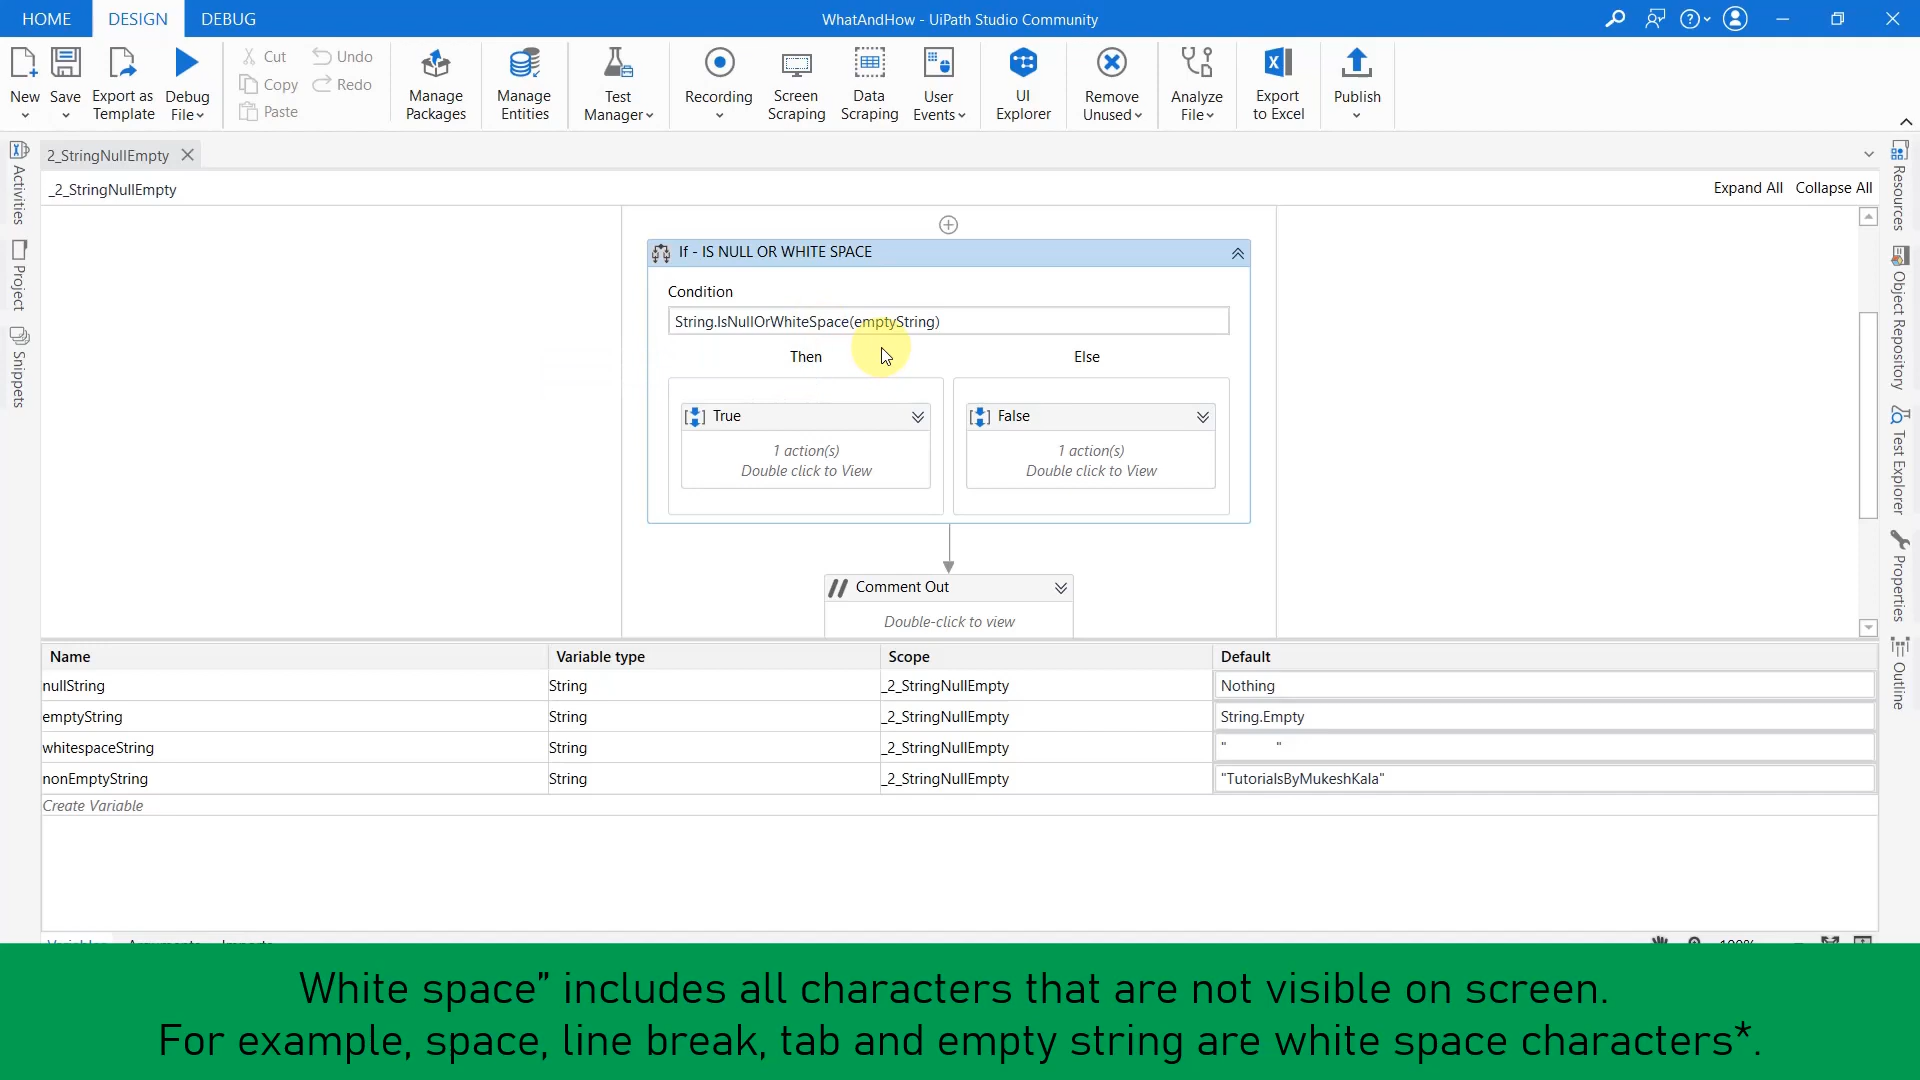 HOME DESIGN DEBUG
WhatAndHow - UiPath Studio Community
New
Save
Export as Template
Debug File
Cut
Copy
Paste
Undo
Redo
Manage Packages
Manage Entities
Test Manager
Recording
Screen Scraping
Data Scraping
User Events
UI Explorer
Remove Unused
Analyze File
Export to Excel
Publish
Activities
Project
Snippets
2_StringNullEmpty
_2_StringNullEmpty
Expand All Collapse All
Resources
Object Repository
Test Explorer
Properties
Outline
If - IS NULL OR WHITE SPACE
Condition
String.IsNullOrWhiteSpace(emptyString)
Then Else
True False
1 action(s) 1 action(s)
Double click to View Double click to View
// Comment Out
Double-click to view
Name Variable type Scope Default
nullString String _2_StringNullEmpty Nothing
emptyString String _2_StringNullEmpty String.Empty
whitespaceString String _2_StringNullEmpty " "
nonEmptyString String _2_StringNullEmpty "TutorialsByMukeshKala"
Create Variable
White space” includes all characters that are not visible on screen.
For example, space, line break, tab and empty string are white space characters*.